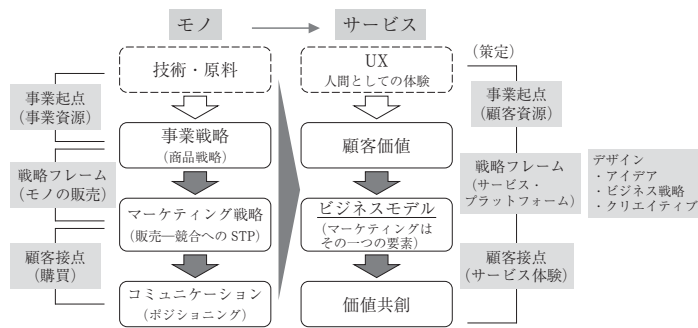 モノ
サービス
(策定)
事業起点
(事業資源)
戦略フレーム
(モノの販売)
顧客接点
(購買)
技術・原料
事業戦略
(商品戦略)
マーケティング戦略
(販売―競合への STP)
コミュニケーション
(ポジショニング)
UX
人間としての体験
顧客価値
ビジネスモデル
(マーケティングは
その一つの要素)
価値共創
事業起点
(顧客資源)
戦略フレーム
(サービス・
プラットフォーム)
顧客接点
(サービス体験)
デザイン
・アイデア
・ビジネス戦略
・クリエイティブ